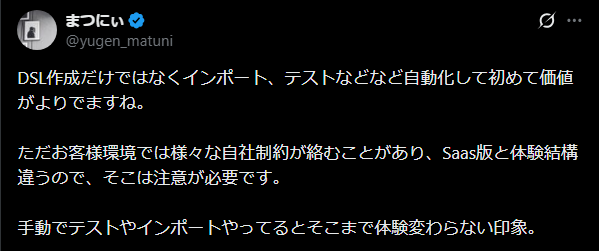 まつにぃ
@yugen_matuni
DSL作成だけではなくインポート、テストなどなど自動化して初めて価値
がよりでますね。
ただお客様環境では様々な自社制約が絡むことがあり、Saas版と体験結構
違うので、そこは注意が必要です。
手動でテストやインポートやってるとそこまで体験変わらない印象。